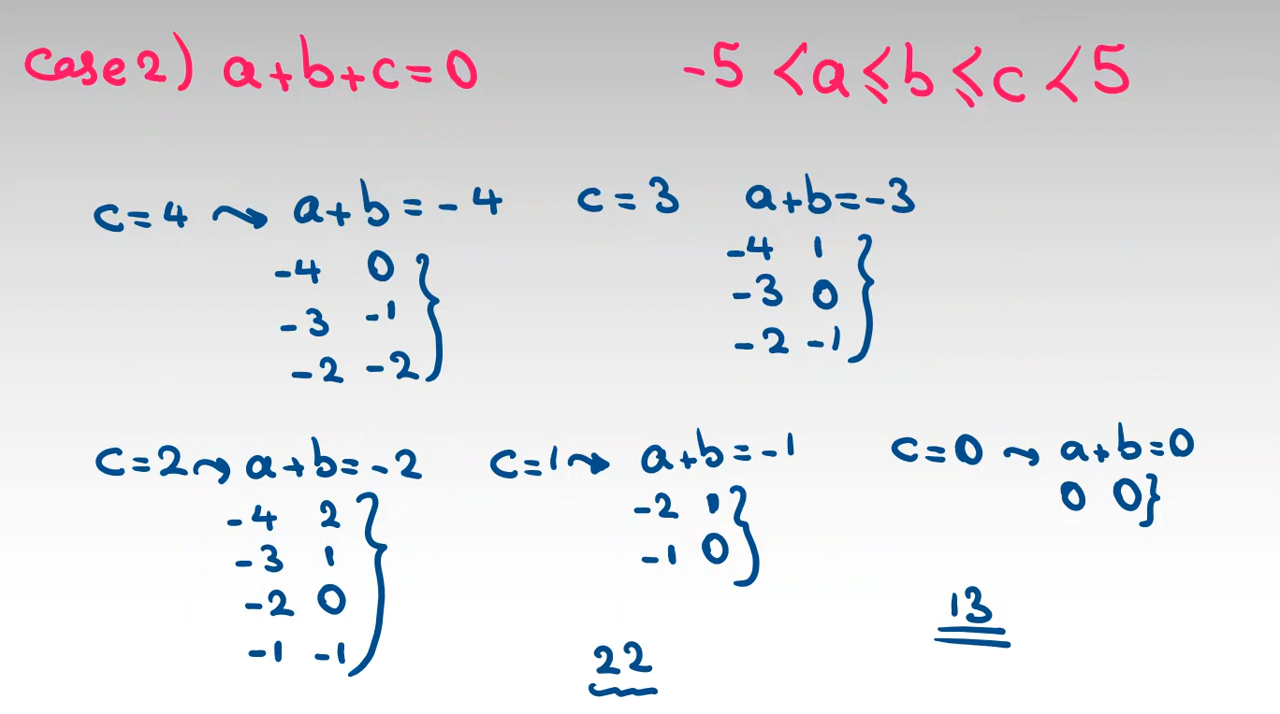 Case 2) a+b+c=0
-5 < a ≤ b ≤ c < 5
c=4 ⇝ a+b=-4
-4 0
-3 -1
-2 -2 }
c=3 a+b=-3
-4 1
-3 0
-2 -1 }
c=2 ⇝ a+b=-2
-4 2
-3 1
-2 0
-1 -1 }
c=1 ⇝ a+b=-1
-2 1
-1 0 }
c=0 ⇝ a+b=0
0 0 }
13
22